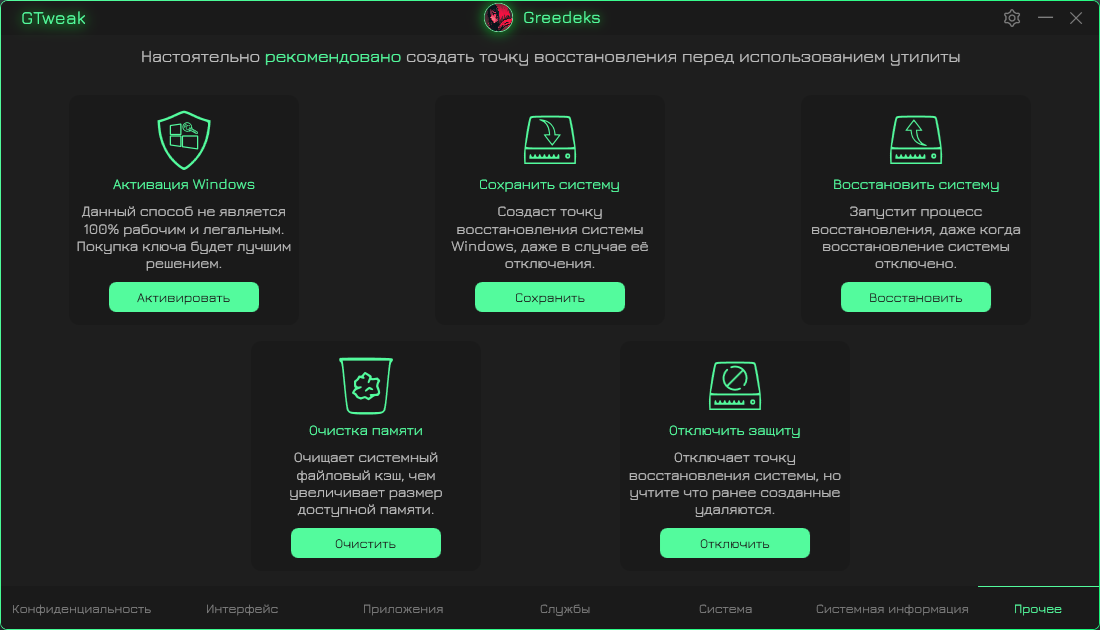 GTweak
Greedeks
Настоятельно рекомендовано создать точку восстановления перед использованием утилиты
Активация Windows
Данный способ не является
100% рабочим и легальным.
Покупка ключа будет лучшим
решением.
Активировать
Сохранить систему
Создаст точку
восстановления системы
Windows, даже в случае её
отключения.
Сохранить
Восстановить систему
Запустит процесс
восстановления, даже когда
восстановление системы
отключено.
Восстановить
Очистка памяти
Очищает системный
файловый кэш, чем
увеличивает размер
доступной памяти.
Очистить
Отключить защиту
Отключает точку
восстановления системы, но
учтите что ранее созданные
удаляются.
Отключить
Конфиденциальность
Интерфейс
Приложения
Службы
Система
Системная информация
Прочее